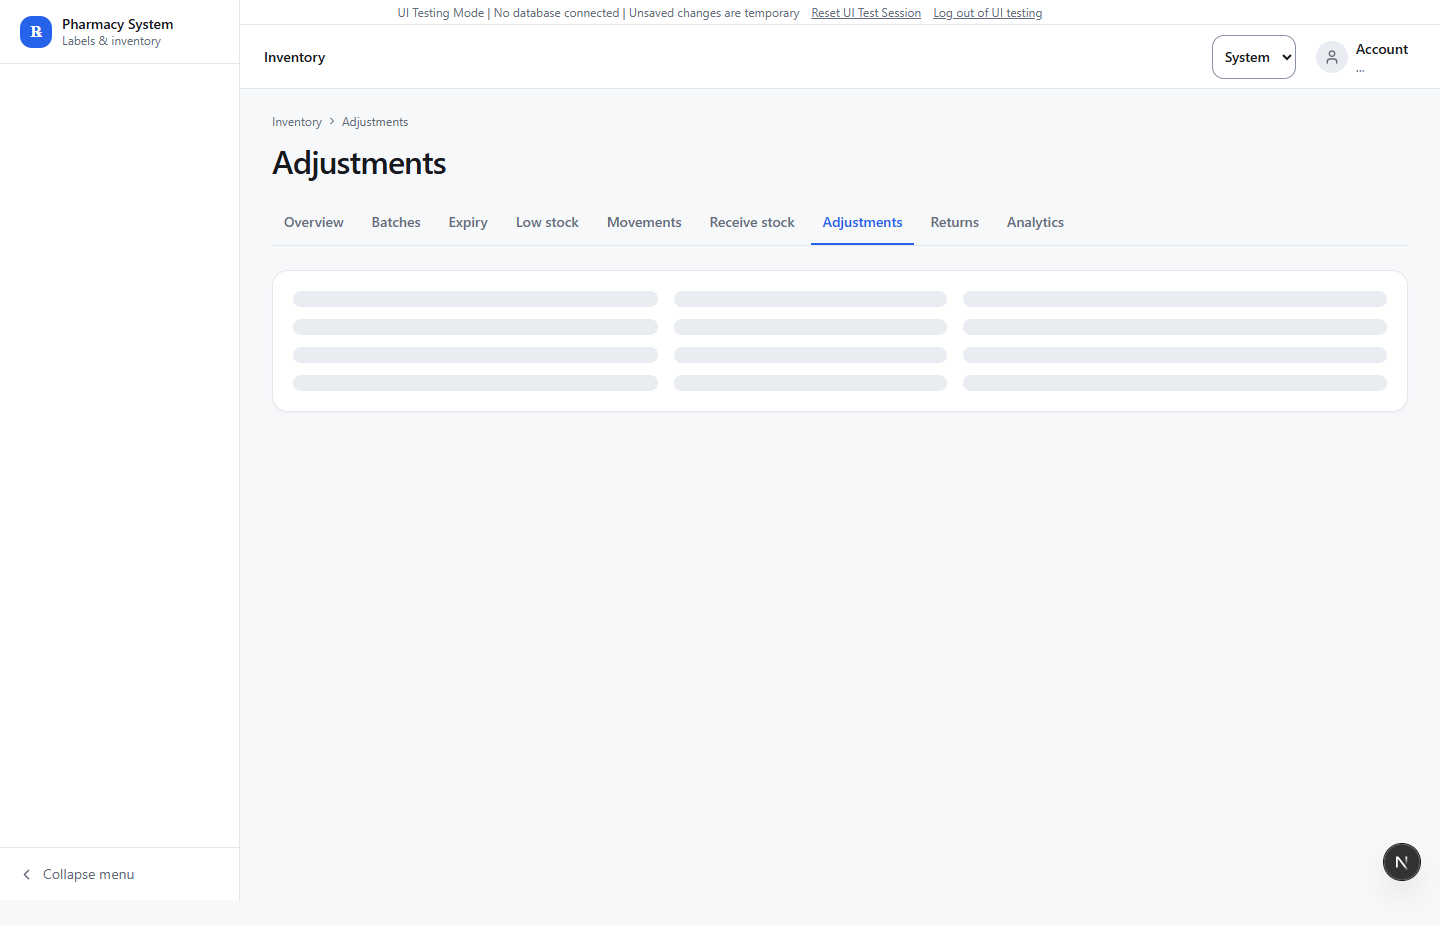 Pharmacy System
Labels & inventory
UI Testing Mode | No database connected | Unsaved changes are temporary Reset UI Test Session Log out of UI testing
Inventory
System
Account
...
Inventory > Adjustments
Adjustments
Overview Batches Expiry Low stock Movements Receive stock Adjustments Returns Analytics
Collapse menu
N